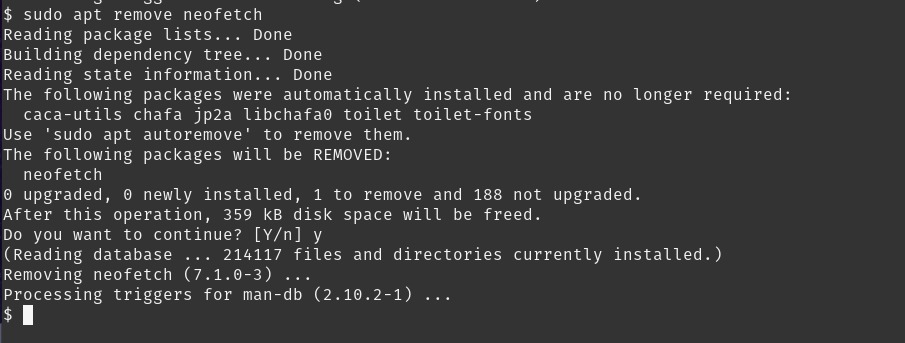 $ sudo apt remove neofetch
Reading package lists... Done
Building dependency tree... Done
Reading state information... Done
The following packages were automatically installed and are no longer required:
  caca-utils chafa jp2a libchafa0 toilet toilet-fonts
Use 'sudo apt autoremove' to remove them.
The following packages will be REMOVED:
  neofetch
0 upgraded, 0 newly installed, 1 to remove and 188 not upgraded.
After this operation, 359 kB disk space will be freed.
Do you want to continue? [Y/n] y
(Reading database ... 214117 files and directories currently installed.)
Removing neofetch (7.1.0-3) ...
Processing triggers for man-db (2.10.2-1) ...
$